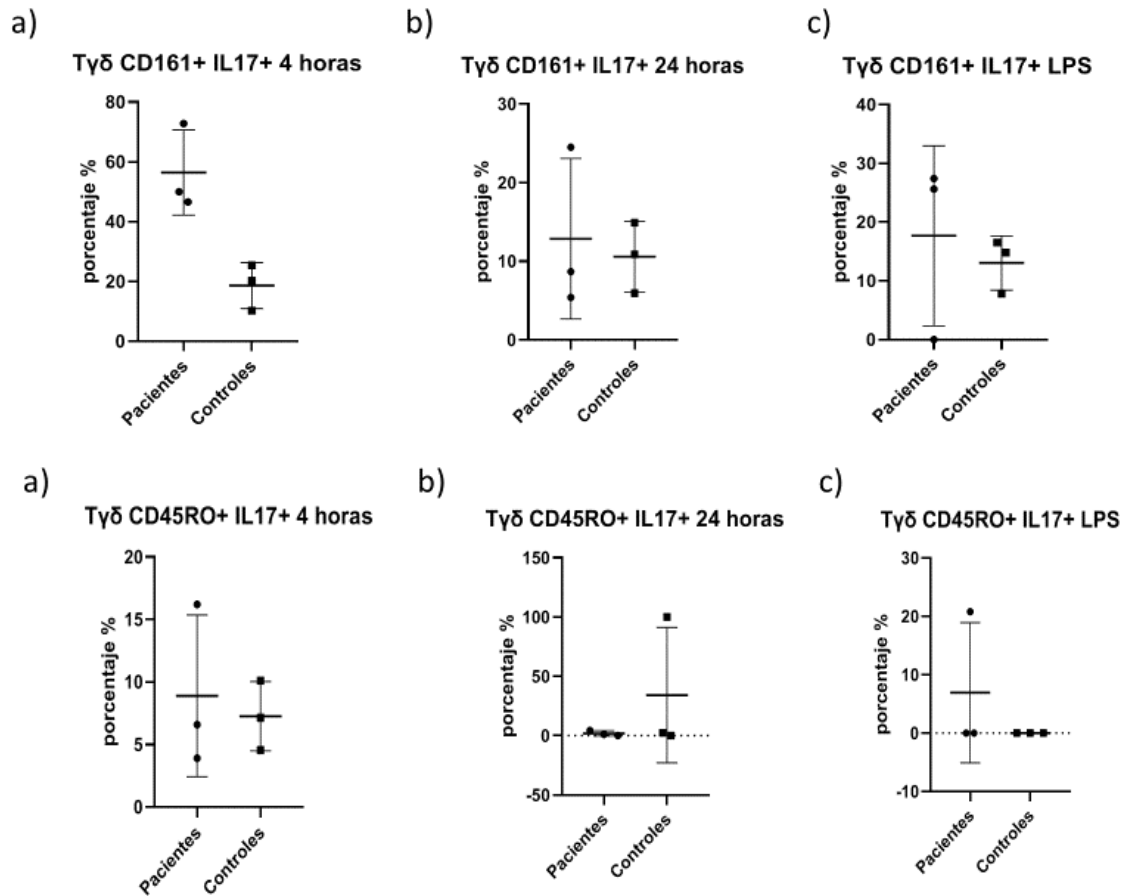 a)
Tγδ CD161+ IL17+ 4 horas
porcentaje %
80
60
40
20
0
Pacientes
Controles
b)
Tγδ CD161+ IL17+ 24 horas
porcentaje %
30
20
10
0
Pacientes
Controles
c)
Tγδ CD161+ IL17+ LPS
porcentaje %
40
30
20
10
0
Pacientes
Controles
a)
Tγδ CD45RO+ IL17+ 4 horas
porcentaje %
20
15
10
5
0
Pacientes
Controles
b)
Tγδ CD45RO+ IL17+ 24 horas
porcentaje %
150
100
50
0
-50
Pacientes
Controles
c)
Tγδ CD45RO+ IL17+ LPS
porcentaje %
30
20
10
0
-10
Pacientes
Controles